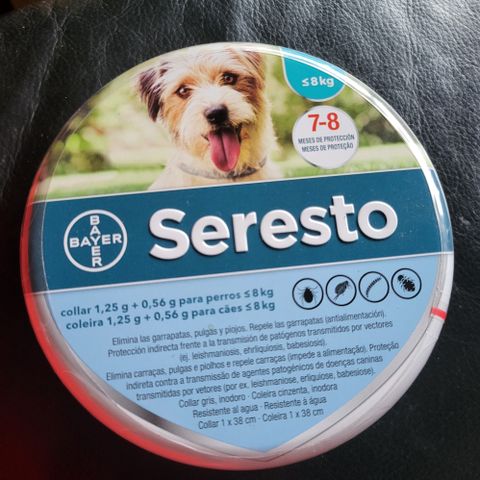 ≤8kg
7-8
MESES DE PROTECCIÓN
MESES DE PROTEÇÃO
BAYER
BAYER
Seresto
collar 1,25 g + 0,56 g para perros ≤8kg
coleira 1,25 g + 0,56 g para cães ≤8kg
Elimina las garrapatas, pulgas y piojos. Repele las garrapatas (antialimentación).
Protección indirecta frente a la transmisión de patógenos transmitidos por vectores
(ej. leishmaniosis, ehrliquiosis, babesiosis).
Elimina carraças, pulgas e piolhos e repele carraças (impede a alimentação). Proteção
indireta contra a transmissão de agentes patogénicos de doenças caninas
transmitidas por vetores (por ex. leishmaniose, erliquiose, babesiose).
Collar gris, inodoro - Coleira cinzenta, inodora
Resistente al agua - Resistente à água
Collar 1 x 38 cm - Coleira 1 x 38 cm